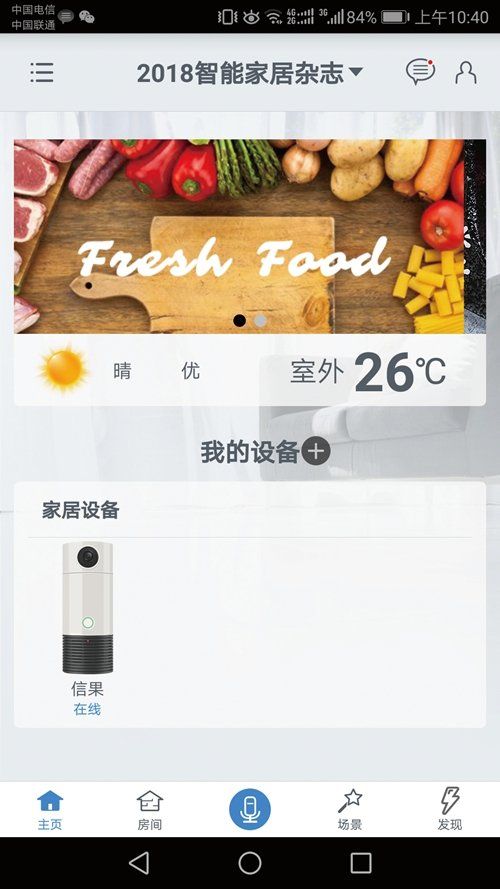 中国电信
中国联通
4G 2G 3G 2G 84% 上午10:40
2018智能家居杂志
Fresh Food
晴 优 室外 26℃
我的设备
家居设备
信果
在线
主页 房间 场景 发现